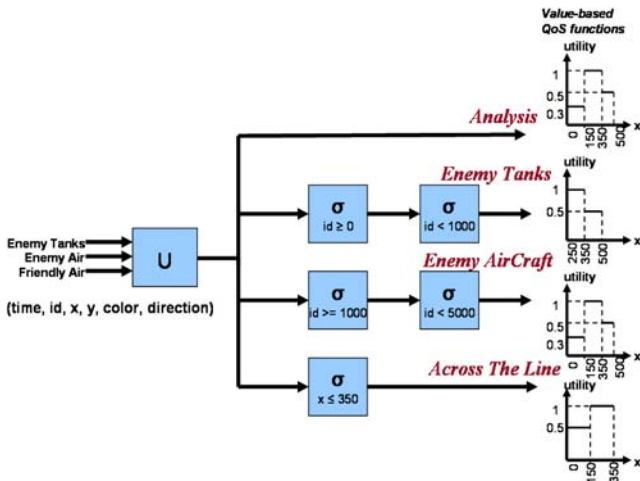 Value-based
QoS functions
utility
1
0.5
0.3
0
150
350
500
x
Analysis
Enemy Tanks
utility
1
0.5
250
350
500
x
σ
id ≥ 0
σ
id < 1000
Enemy Tanks
Enemy Air
Friendly Air
U
(time, id, x, y, color, direction)
Enemy AirCraft
utility
1
0.5
0.3
0
150
350
500
x
σ
id >= 1000
σ
id < 5000
Across The Line
utility
1
0.5
0
150
350
x
σ
x ≤ 350